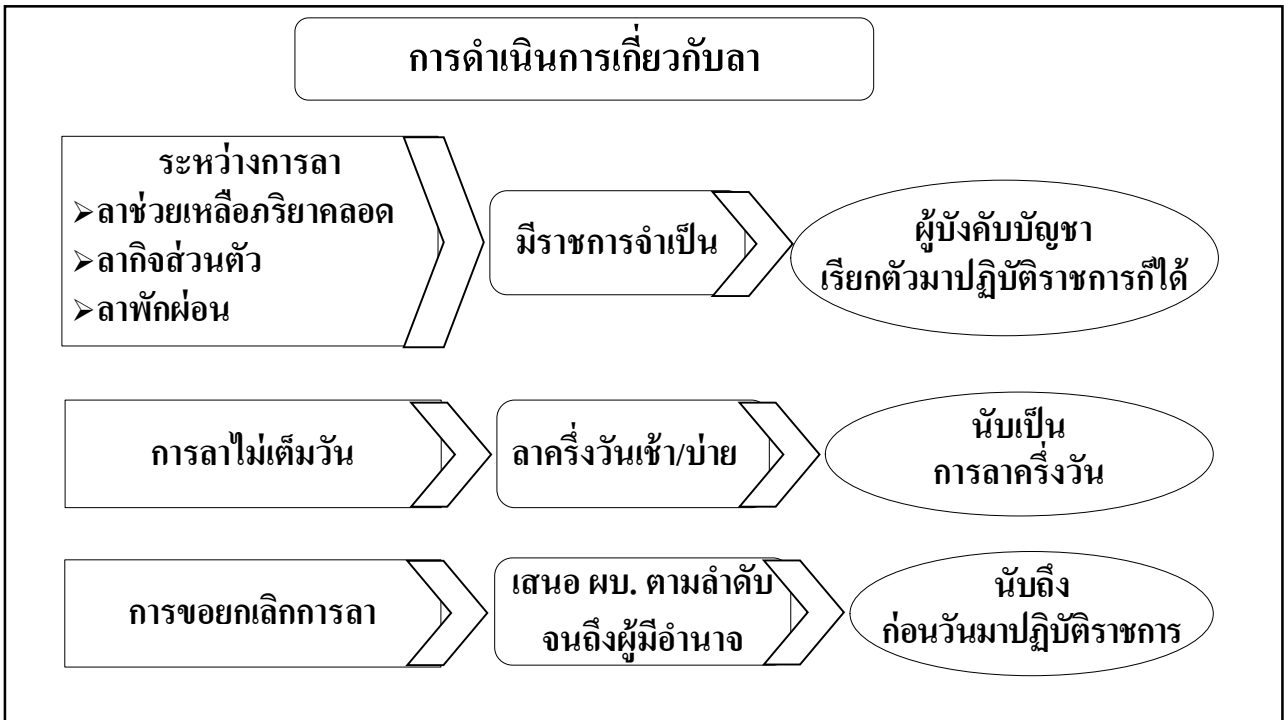 การดำเนินการเกี่ยวกับลา
ระหว่างการลา
➢ลาช่วยเหลือภริยาคลอด
➢ลากิจส่วนตัว
➢ลาพักผ่อน
มีราชการจำเป็น
ผู้บังคับบัญชา
เรียกตัวมาปฏิบัติราชการก็ได้
การลาไม่เต็มวัน
ลาครึ่งวันเช้า/บ่าย
นับเป็น
การลาครึ่งวัน
การขอยกเลิกการลา
เสนอ ผบ. ตามลำดับ
จนถึงผู้มีอำนาจ
นับถึง
ก่อนวันมาปฏิบัติราชการ